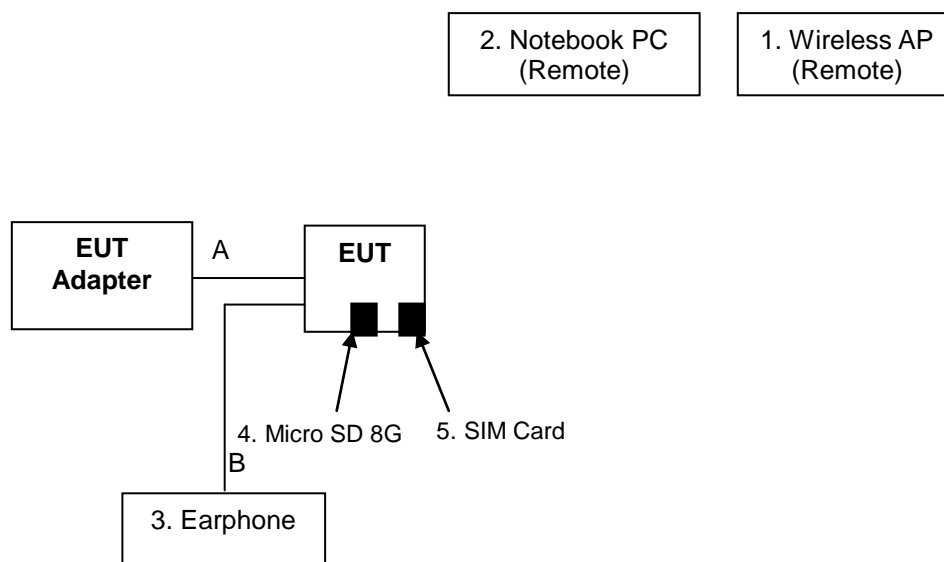 2. Notebook PC
(Remote)
1. Wireless AP
(Remote)
EUT
Adapter
A
EUT
4. Micro SD 8G
5. SIM Card
B
3. Earphone